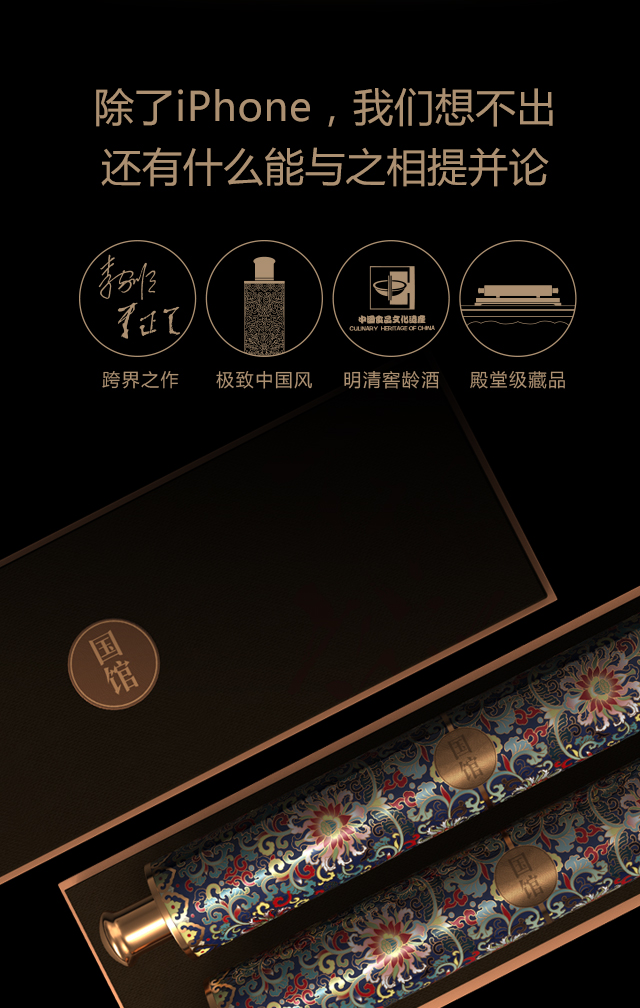 除了iPhone，我们想不出
还有什么能与之相提并论
中国食品文化遗产
CULINARY HERITAGE OF CHINA
跨界之作
极致中国风
明清窖龄酒
殿堂级藏品
国馆
国馆
国馆